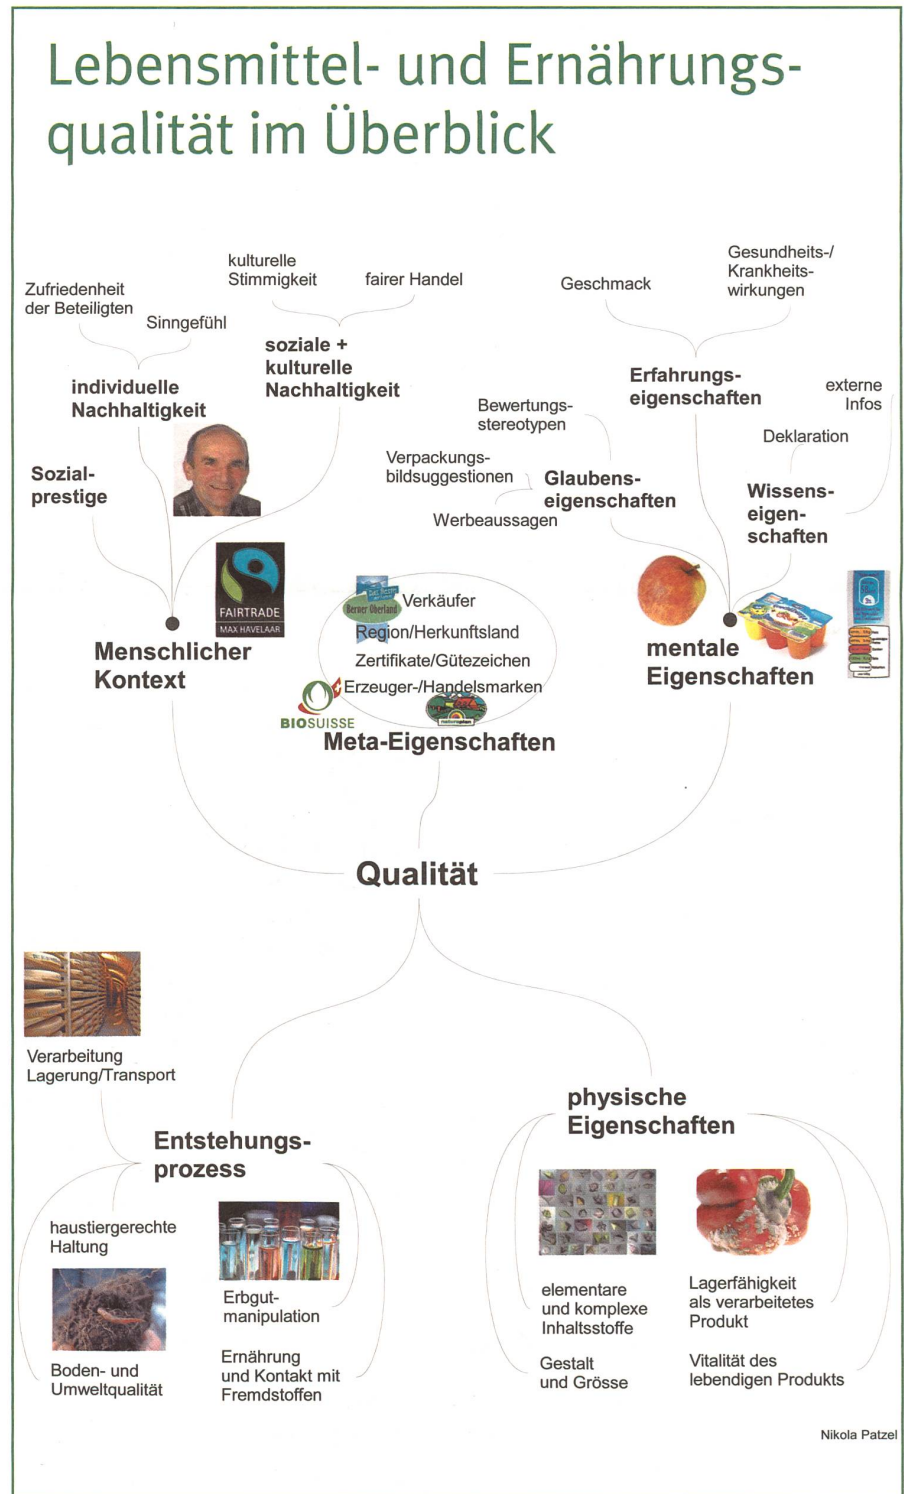 Lebensmittel- und Ernährungs-
qualität im Überblick
kulturelle
Stimmigkeit
fairer Handel
Zufriedenheit
der Beteiligten
Sinngefühl
soziale +
kulturelle
Nachhaltigkeit
individuelle
Nachhaltigkeit
Sozial-
prestige
Geschmack
Gesundheits-/
Krankheits-
wirkungen
Erfahrungs-
eigenschaften
externe
Infos
Bewertungs-
stereotypen
Deklaration
Verpackungs-
bildsuggestionen
Glaubens-
eigenschaften
Werbeaussagen
Wissens-
eigen-
schaften
FAIRTRADE
MAX HAVELAAR
Menschlicher
Kontext
Berner Oberland
Verkäufer
Region/Herkunftsland
Zertifikate/Gütezeichen
Erzeuger-/Handelsmarken
BIOSUISSE
naturaplan
Meta-Eigenschaften
mentale
Eigenschaften
Qualität
Verarbeitung
Lagerung/Transport
Entstehungs-
prozess
haustiergerechte
Haltung
Boden- und
Umweltqualität
Erbgut-
manipulation
Ernährung
und Kontakt mit
Fremdstoffen
physische
Eigenschaften
elementare
und komplexe
Inhaltsstoffe
Gestalt
und Grösse
Lagerfähigkeit
als verarbeitetes
Produkt
Vitalität des
lebendigen Produkts
Nikola Patzel